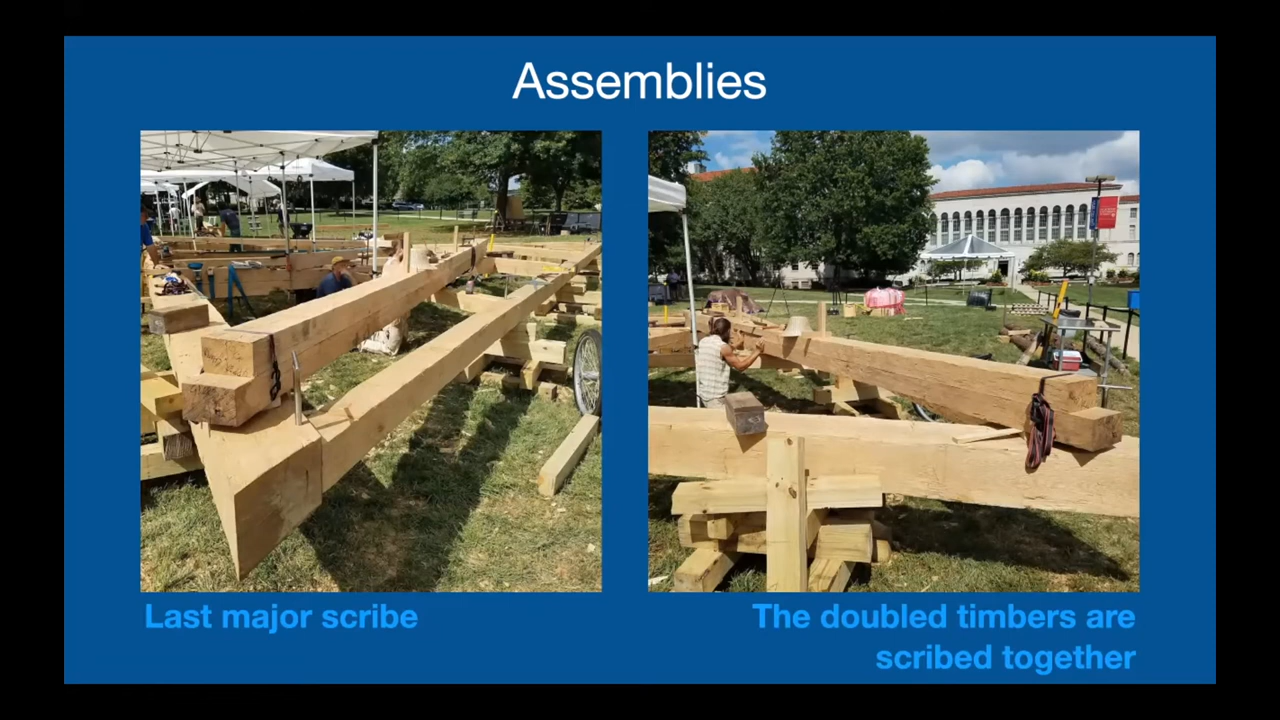 Assemblies
Last major scribe
The doubled timbers are
scribed together